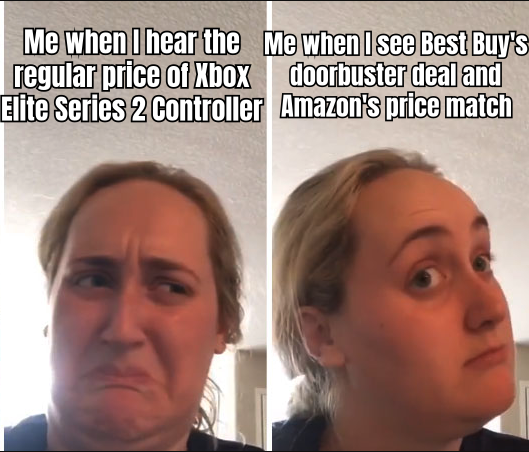 Me when I hear the
regular price of Xbox
Elite Series 2 Controller
Me when I see Best Buy's
doorbuster deal and
Amazon's price match